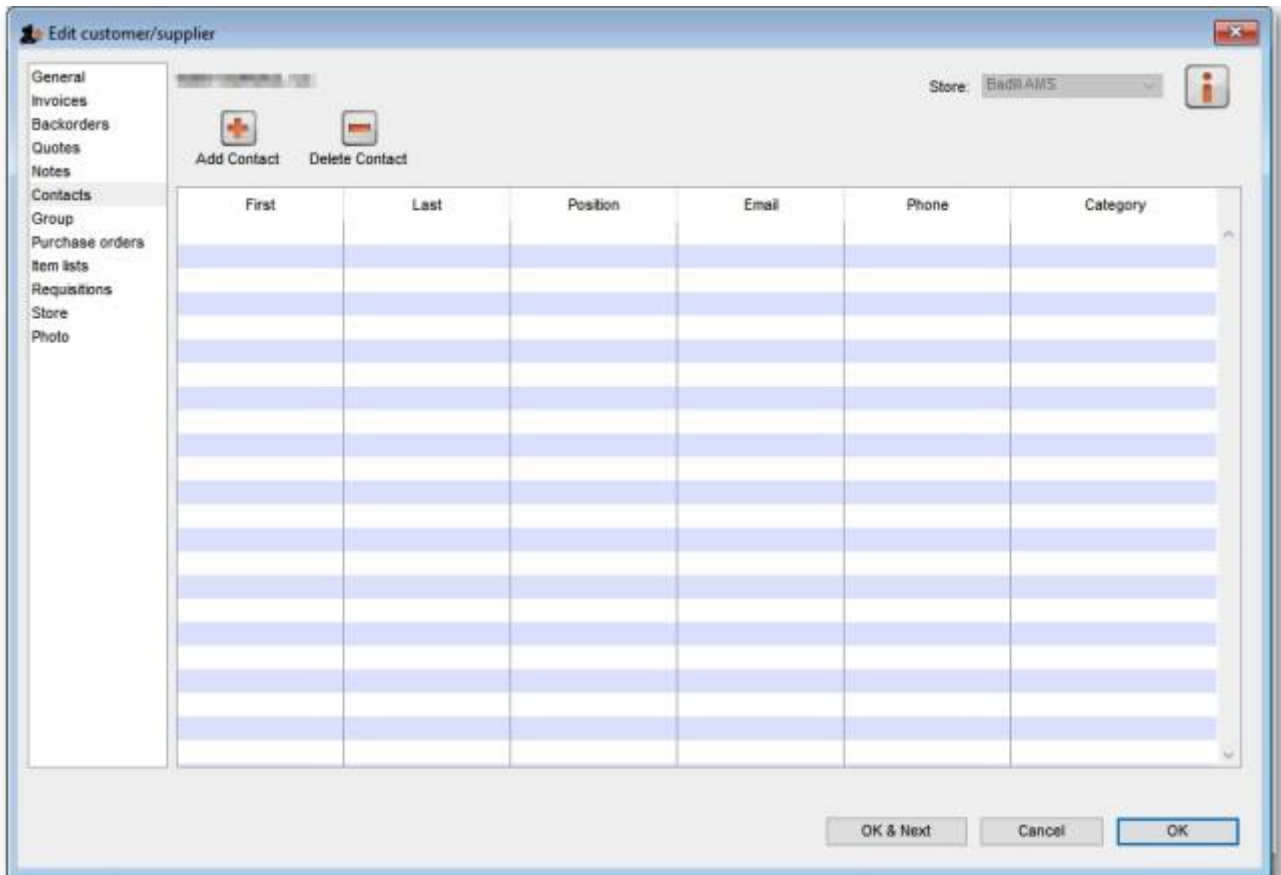 Edit customer/supplier
General
Invoices
Backorders
Quotes
Notes
Contacts
Group
Purchase orders
Item lists
Requisitions
Store
Photo
Store:
Add Contact Delete Contact
First Last Position Email Phone Category
OK & Next Cancel OK